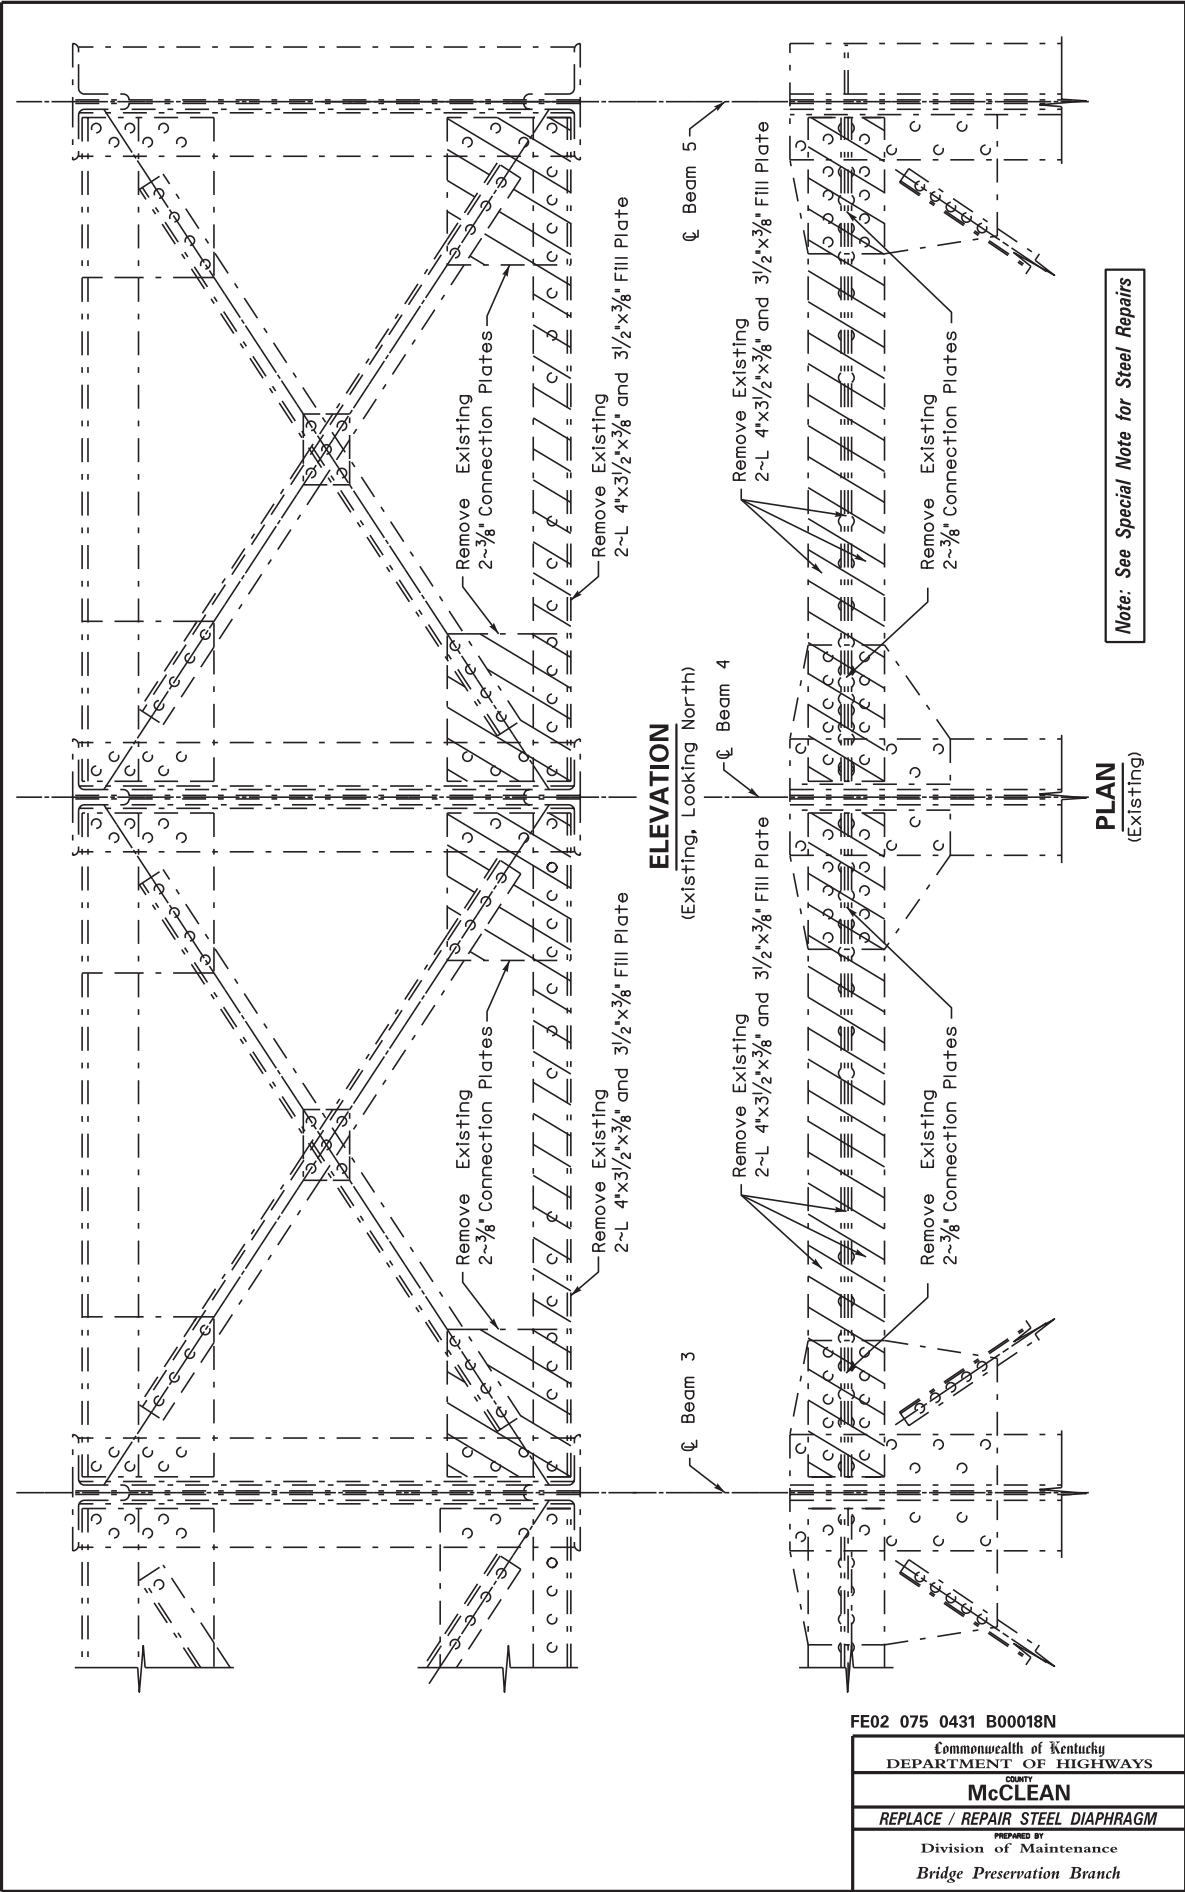 Remove Existing
2~3/8" Connection Plates
Remove Existing
2~L 4"x3 1/2"x3/8" and 3 1/2"x3/8" Fill Plate
Remove Existing
2~3/8" Connection Plates
Remove Existing
2~L 4"x3 1/2"x3/8" and 3 1/2"x3/8" Fill Plate
ELEVATION
(Existing, Looking North)
℄ Beam 3
℄ Beam 4
℄ Beam 5
Remove Existing
2~L 4"x3 1/2"x3/8" and 3 1/2"x3/8" Fill Plate
Remove Existing
2~L 4"x3 1/2"x3/8" and 3 1/2"x3/8" Fill Plate
Remove Existing
2~3/8" Connection Plates
Remove Existing
2~3/8" Connection Plates
PLAN
(Existing)
Note: See Special Note for Steel Repairs
FE02 075 0431 B00018N
Commonwealth of Kentucky
DEPARTMENT OF HIGHWAYS
COUNTY
McCLEAN
REPLACE / REPAIR STEEL DIAPHRAGM
PREPARED BY
Division of Maintenance
Bridge Preservation Branch